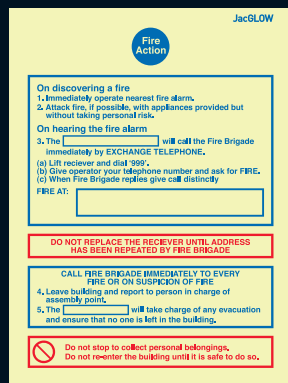 JacGLOW
Fire
Action
On discovering a fire
1. Immediately operate nearest fire alarm.
2. Attack fire, if possible, with appliances provided but
without taking personal risk.
On hearing the fire alarm
3. The will call the Fire Brigade
immediately by EXCHANGE TELEPHONE.
(a) Lift reciever and dial '999'.
(b) Give operator your telephone number and ask for FIRE.
(c) When Fire Brigade replies give call distinctly
FIRE AT:
DO NOT REPLACE THE RECIEVER UNTIL ADDRESS
HAS BEEN REPEATED BY FIRE BRIGADE
CALL FIRE BRIGADE IMMEDIATELY TO EVERY
FIRE OR ON SUSPICION OF FIRE
4. Leave building and report to person in charge of
assembly point.
5. The will take charge of any evacuation
and ensure that no one is left in the building.
Do not stop to collect personal belongings.
Do not re-enter the building until it is safe to do so.